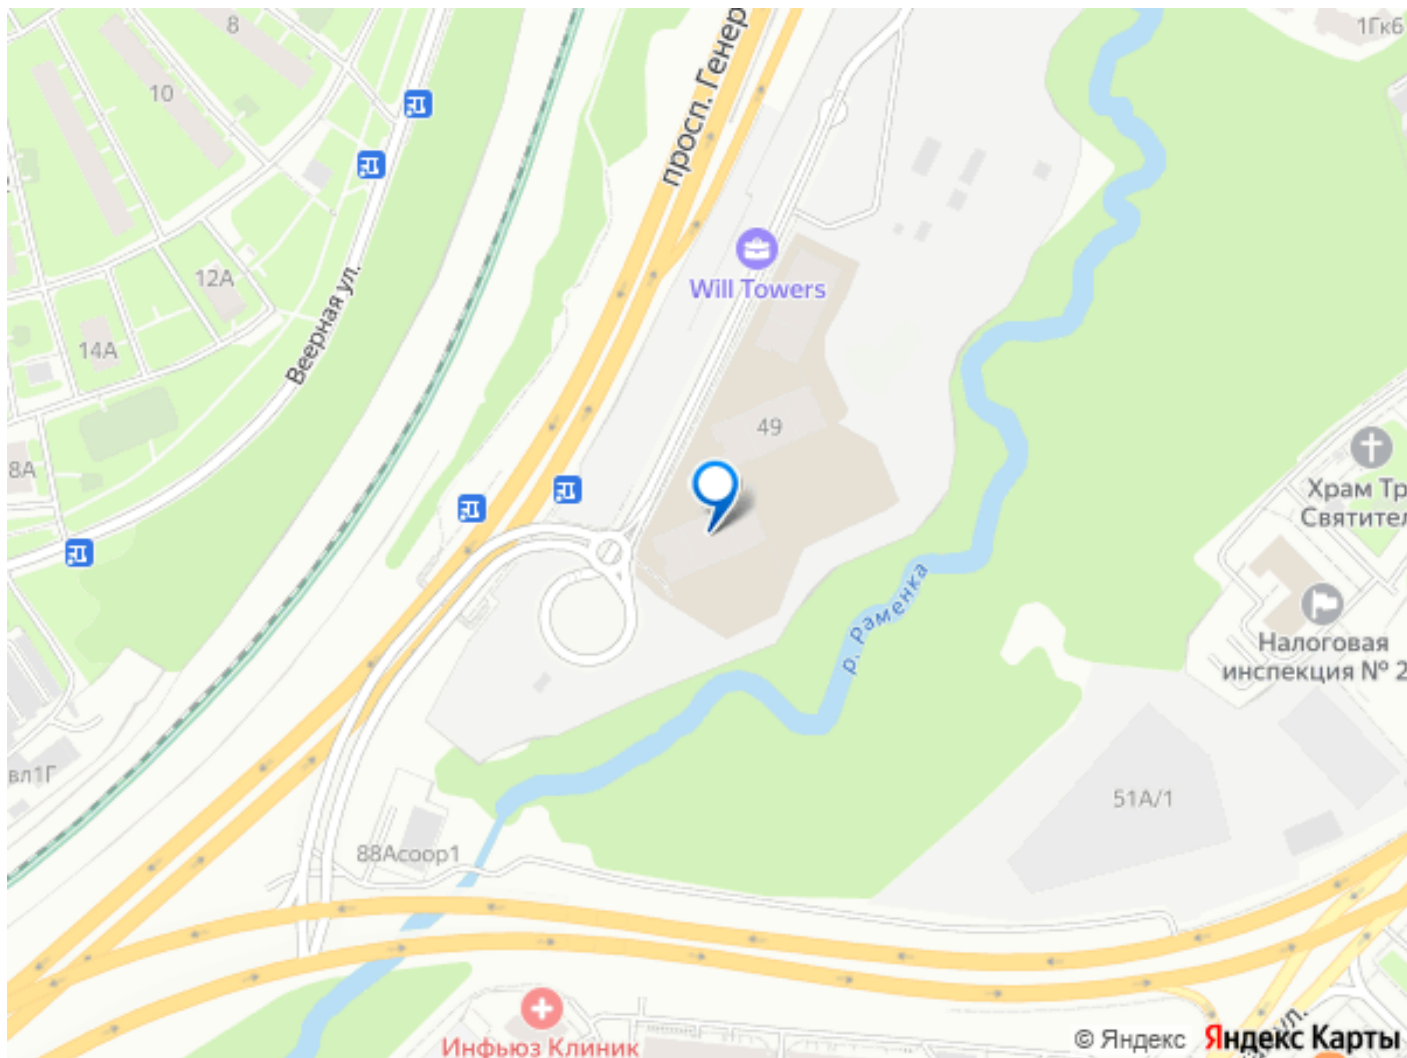 8
1Гк6
10
просп. Генер
12А
Will Towers
Веерная ул.
14А
49
8А
Храм Тр
Святител
р. Раменка
Налоговая
инспекция № 2
вл1Г
51А/1
88Асоор1
ул.
Инфьюз Клиник
© Яндекс Яндекс Карты